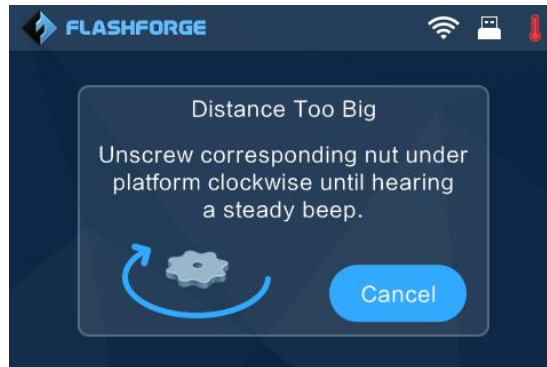 FLASHFORGE
Distance Too Big
Unscrew corresponding nut under
platform clockwise until hearing
a steady beep.
Cancel